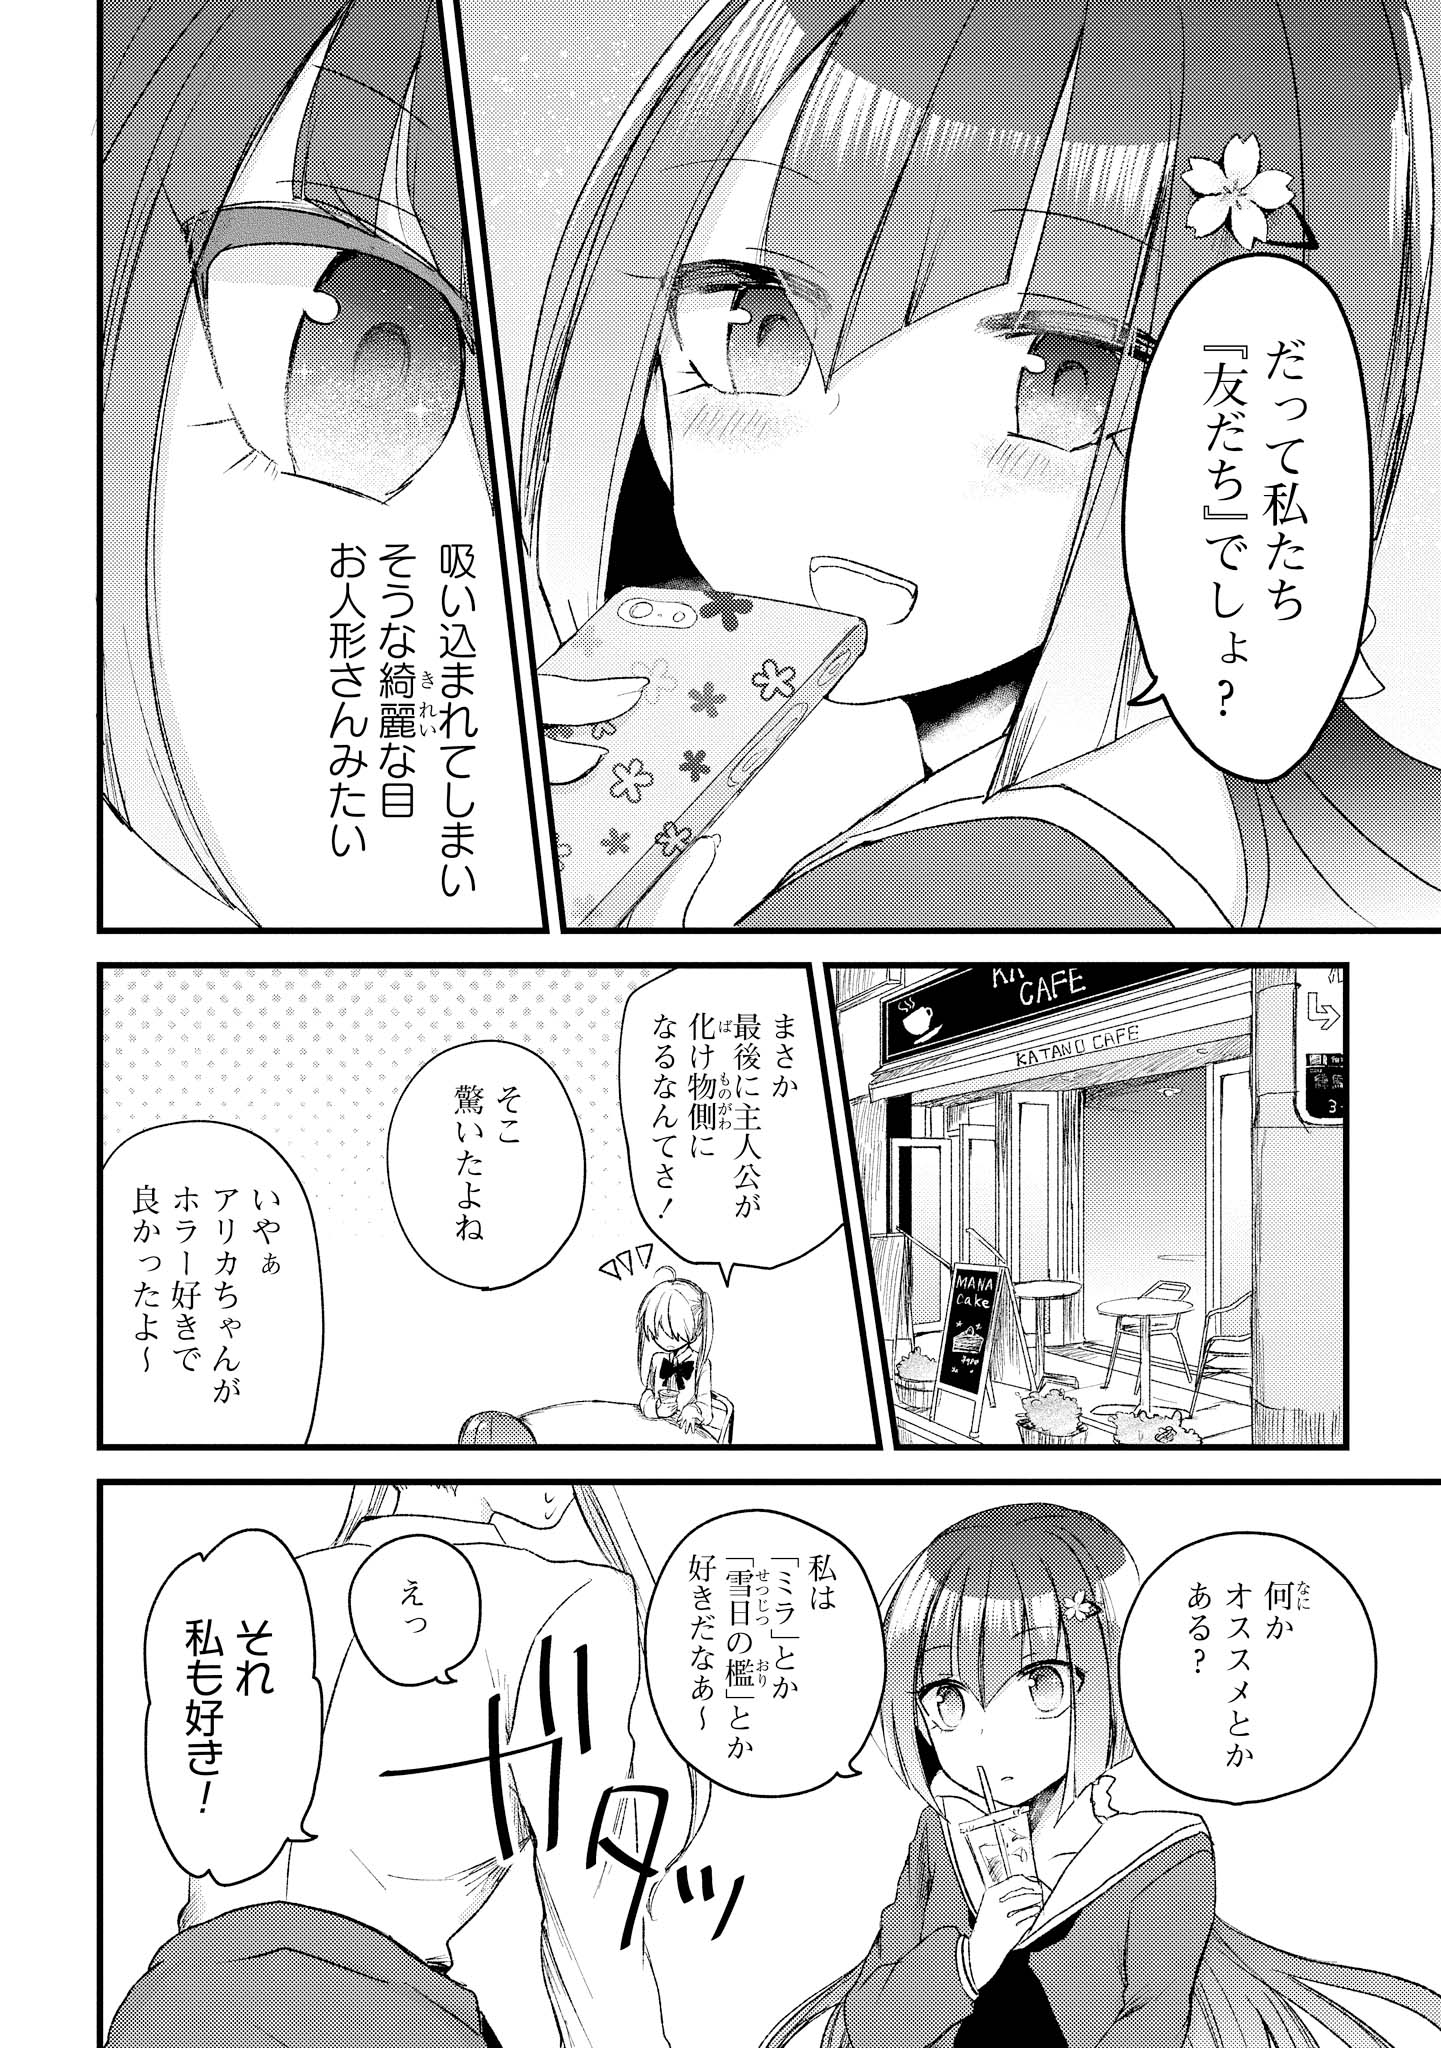 だって私たち
『友だち』でしょ？
吸い込まれてしまい
そうな綺麗な目
お人形さんみたい
CAFE
KATANO CAFE
MANA
Cake
まさか
最後に主人公が
化け物側に
なるなんてさ！
そこ
驚いたよね
いやぁ
アリカちゃんが
ホラー好きで
良かったよ〜
何か
オススメとか
ある？
私は
「ミラ」とか
「雪日の檻」とか
好きだなあ〜
えっ
ガタッ
それ
私も好き！